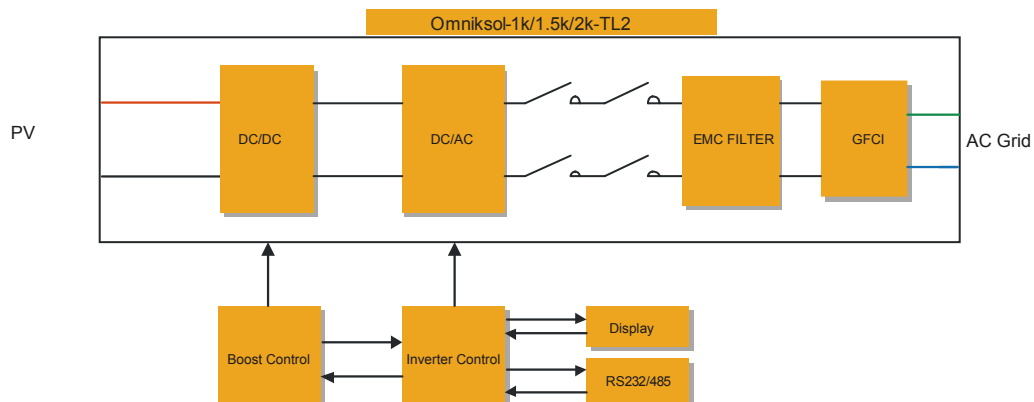 Omniksol-1k/1.5k/2k-TL2
PV
DC/DC
DC/AC
EMC FILTER
GFCI
AC Grid
Boost Control
Inverter Control
Display
RS232/485